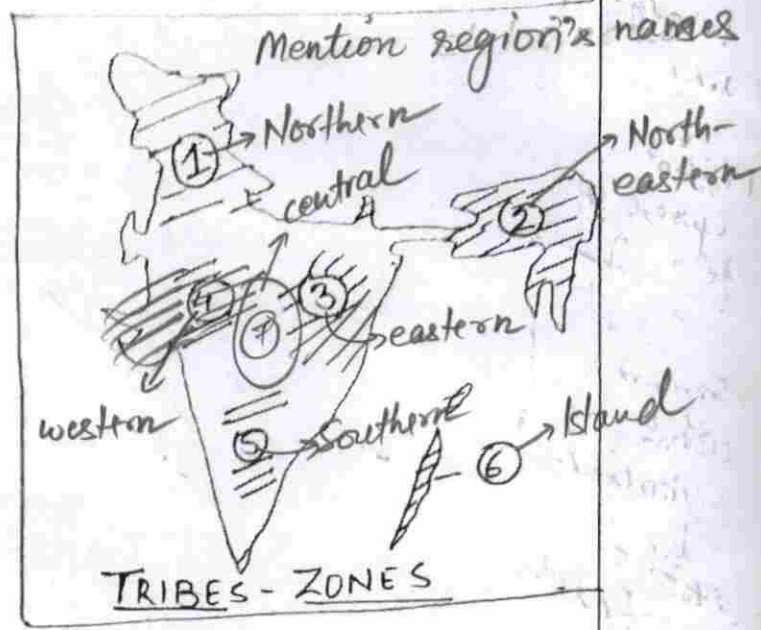 Mention region's names
1 Northern
North-
eastern
central
2
4
3
7
eastern
western
5 Southern
6 Island
TRIBES - ZONES